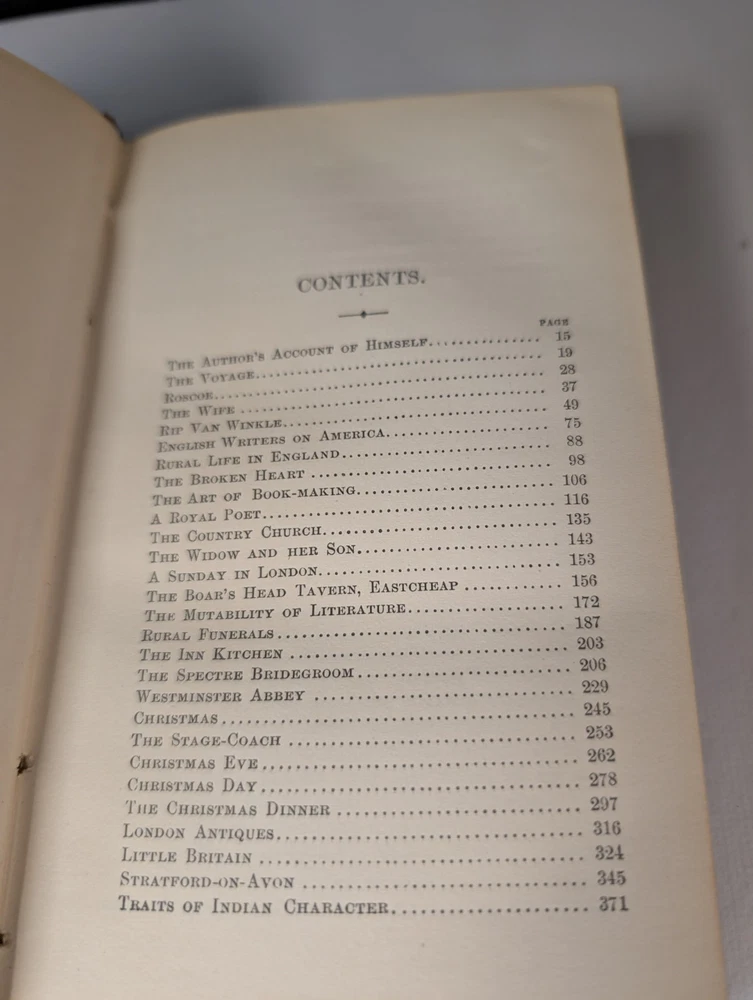 CONTENTS.
PAGE
THE AUTHOR'S ACCOUNT OF HIMSELF............... 15
THE VOYAGE........................................ 19
ROSCOE............................................ 28
THE WIFE ......................................... 37
RIP VAN WINKLE.................................... 49
ENGLISH WRITERS ON AMERICA........................ 75
RURAL LIFE IN ENGLAND............................. 88
THE BROKEN HEART ................................. 98
THE ART OF BOOK-MAKING............................ 106
A ROYAL POET...................................... 116
THE COUNTRY CHURCH................................ 135
THE WIDOW AND HER SON............................. 143
A SUNDAY IN LONDON................................ 153
THE BOAR'S HEAD TAVERN, EASTCHEAP ............ 156
THE MUTABILITY OF LITERATURE...................... 172
RURAL FUNERALS.................................... 187
THE INN KITCHEN .................................. 203
THE SPECTRE BRIDEGROOM............................ 206
WESTMINSTER ABBEY ................................ 229
CHRISTMAS......................................... 245
THE STAGE-COACH .................................. 253
CHRISTMAS EVE .................................... 262
CHRISTMAS DAY..................................... 278
THE CHRISTMAS DINNER ............................. 297
LONDON ANTIQUES................................... 316
LITTLE BRITAIN ................................... 324
STRATFORD-ON-AVON ................................ 345
TRAITS OF INDIAN CHARACTER........................ 371